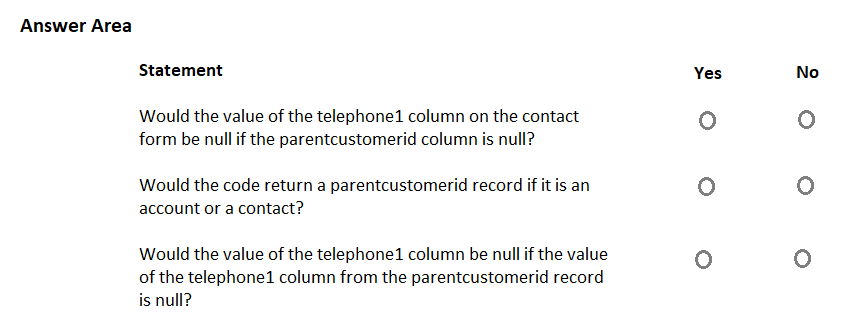 Answer Area
Statement Yes No
Would the value of the telephone1 column on the contact
form be null if the parentcustomerid column is null?
Would the code return a parentcustomerid record if it is an
account or a contact?
Would the value of the telephone1 column be null if the value
of the telephone1 column from the parentcustomerid record
is null?